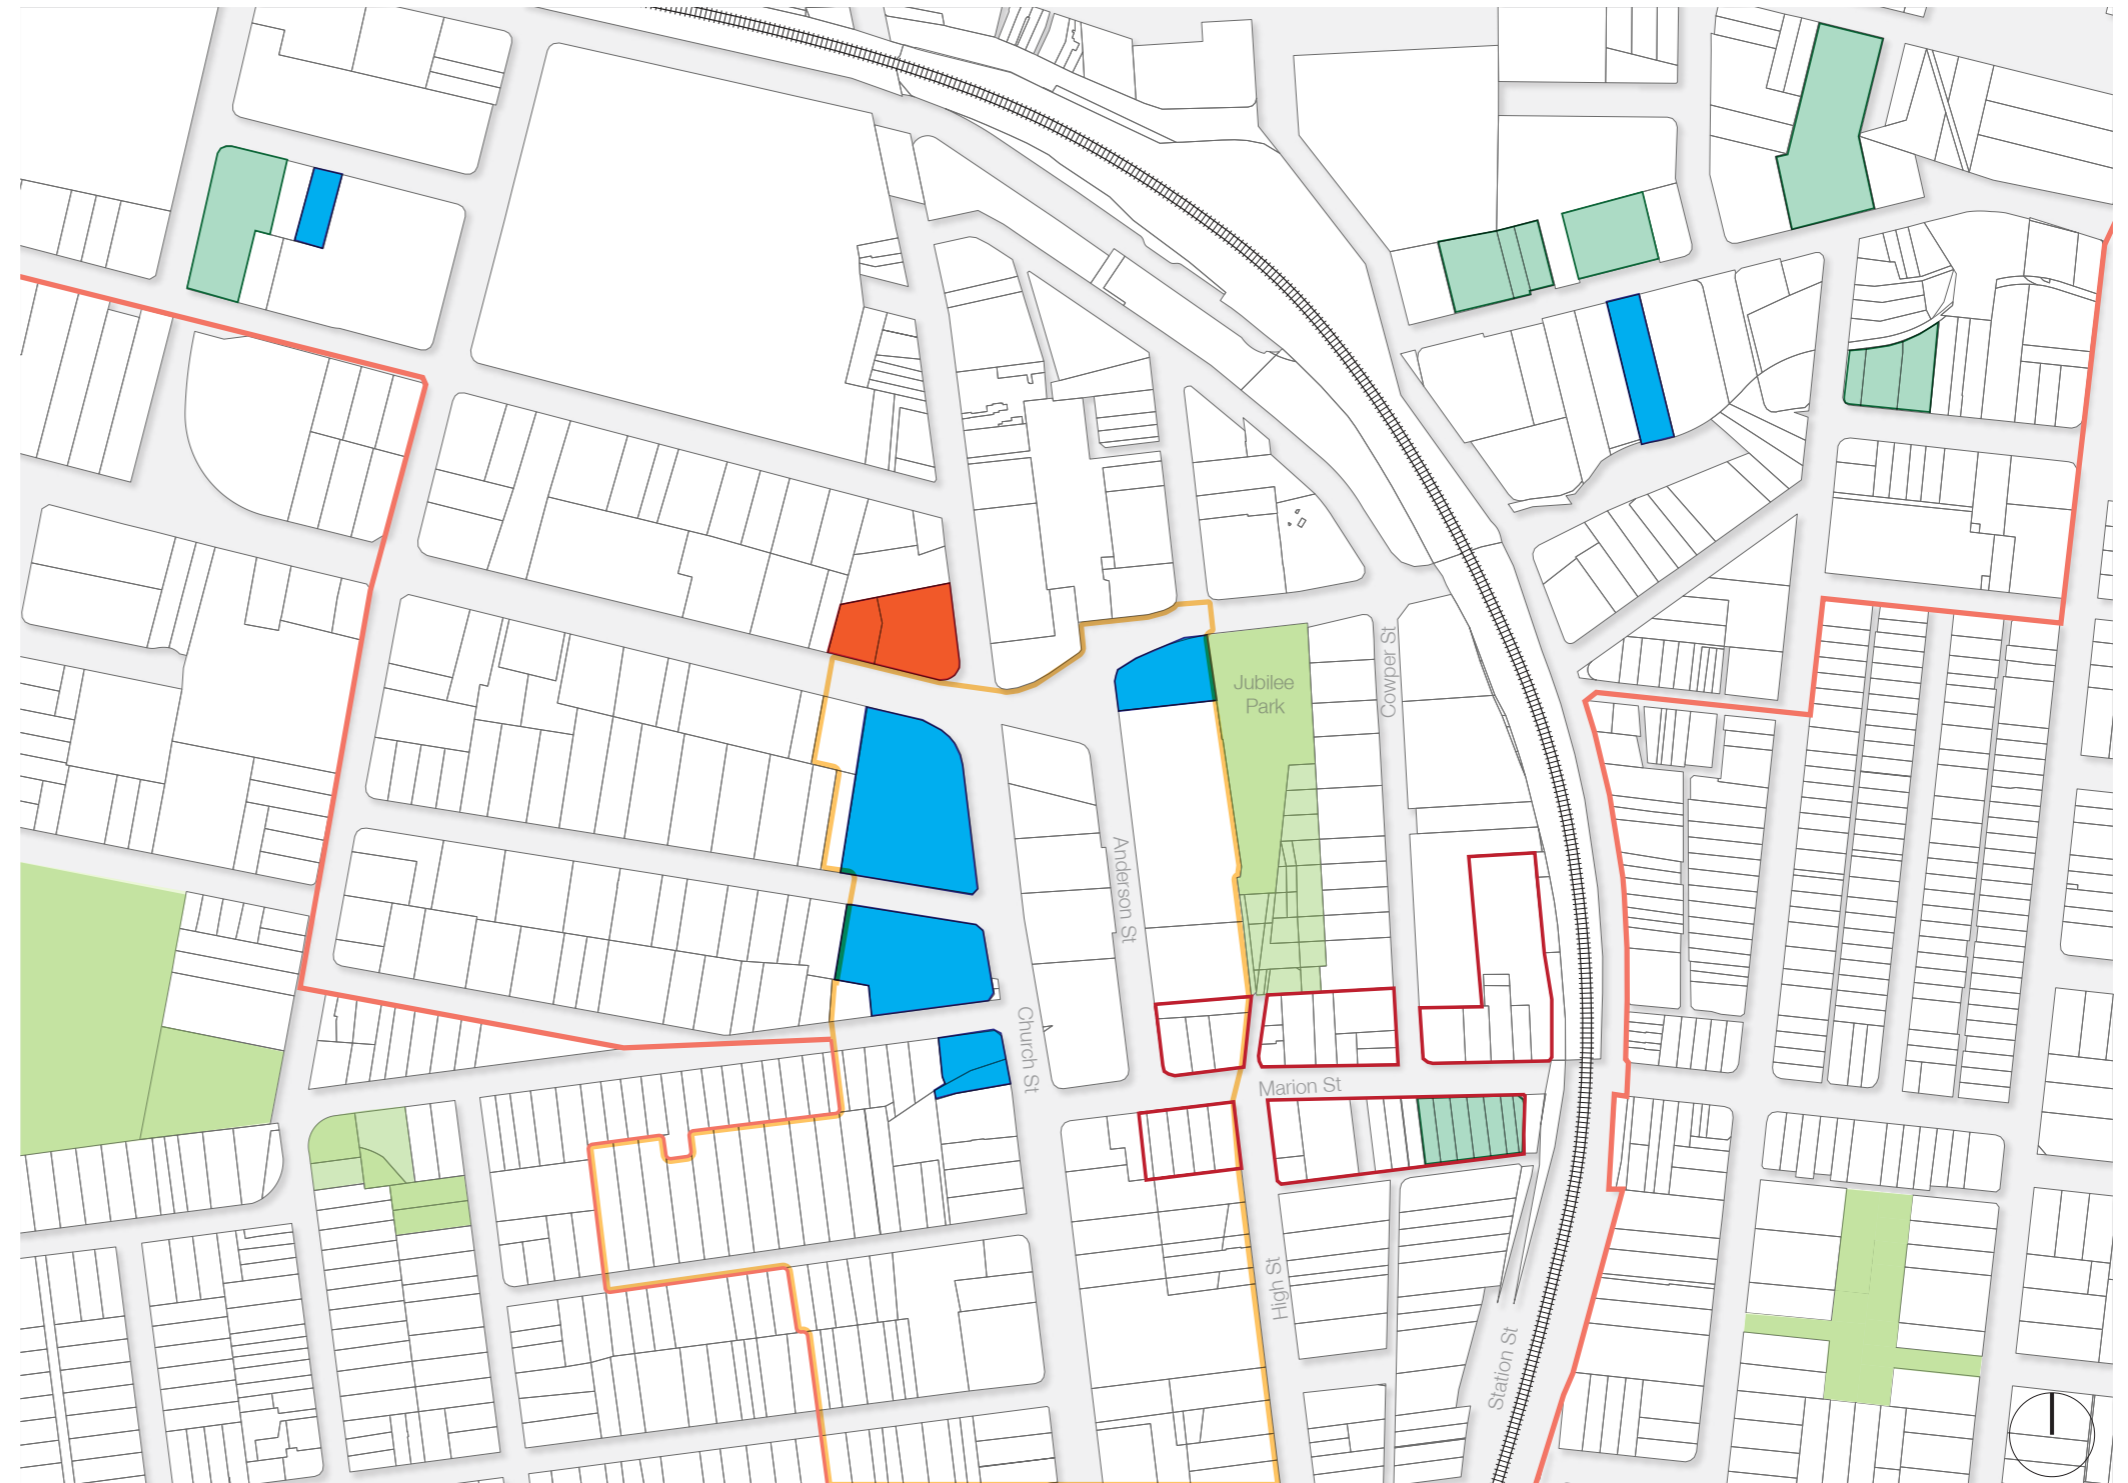 Jubilee
Park
Cowper St
Anderson St
Church St
Marion St
High St
Station St